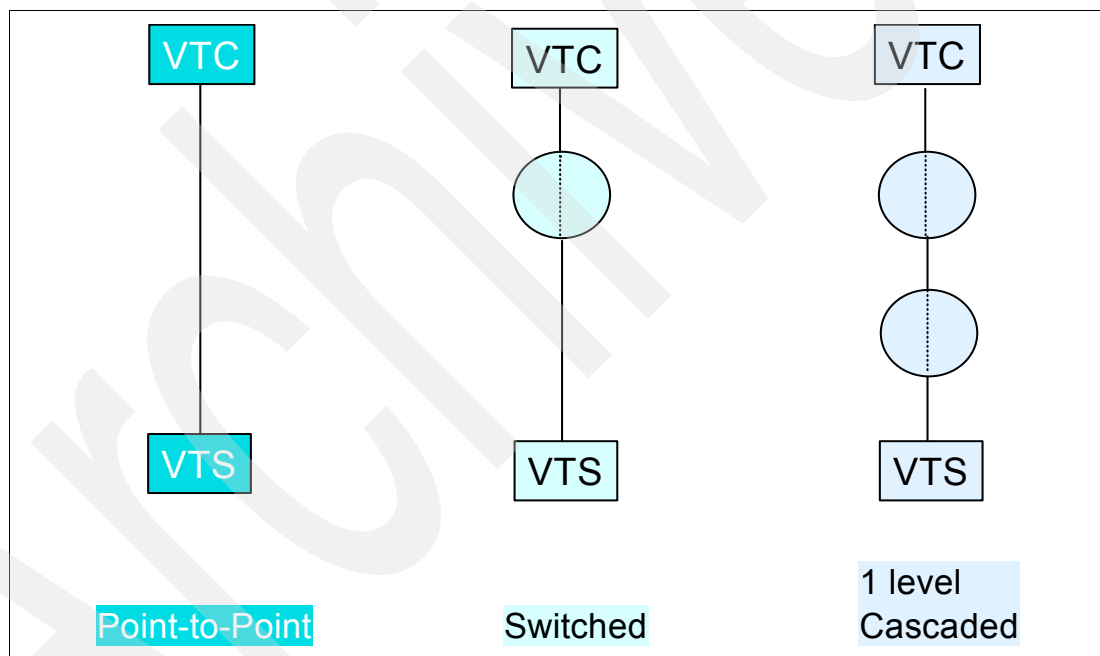 VTC
VTC
VTC
VTS
VTS
VTS
Point-to-Point
Switched
1 level
Cascaded